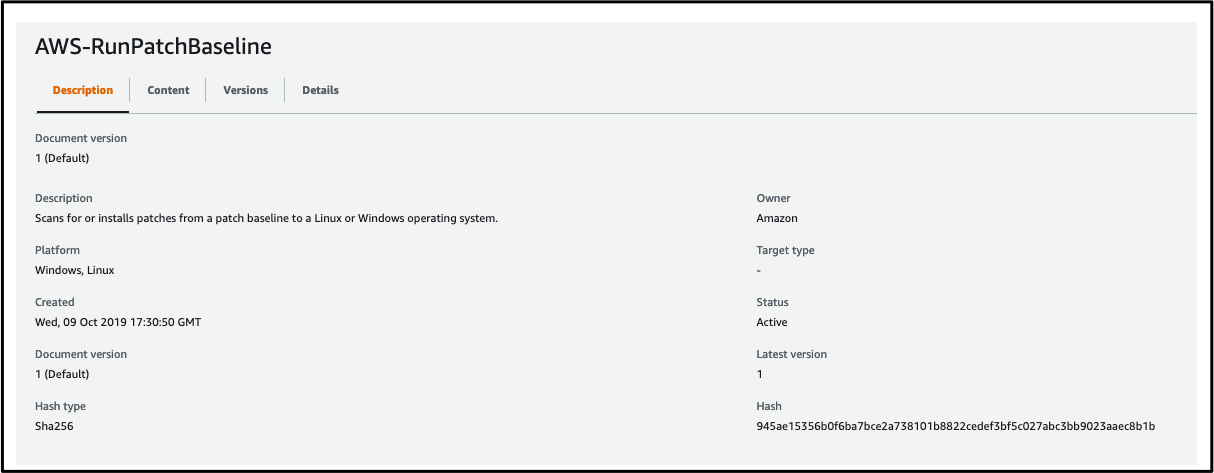 AWS-RunPatchBaseline
Description Content Versions Details
Document version
1 (Default)
Description
Scans for or installs patches from a patch baseline to a Linux or Windows operating system.
Owner
Amazon
Platform
Windows, Linux
Target type
-
Created
Wed, 09 Oct 2019 17:30:50 GMT
Status
Active
Document version
1 (Default)
Latest version
1
Hash type
Sha256
Hash
945ae15356b0f6ba7bce2a738101b8822cedef3bf5c027abc3bb9023aaec8b1b